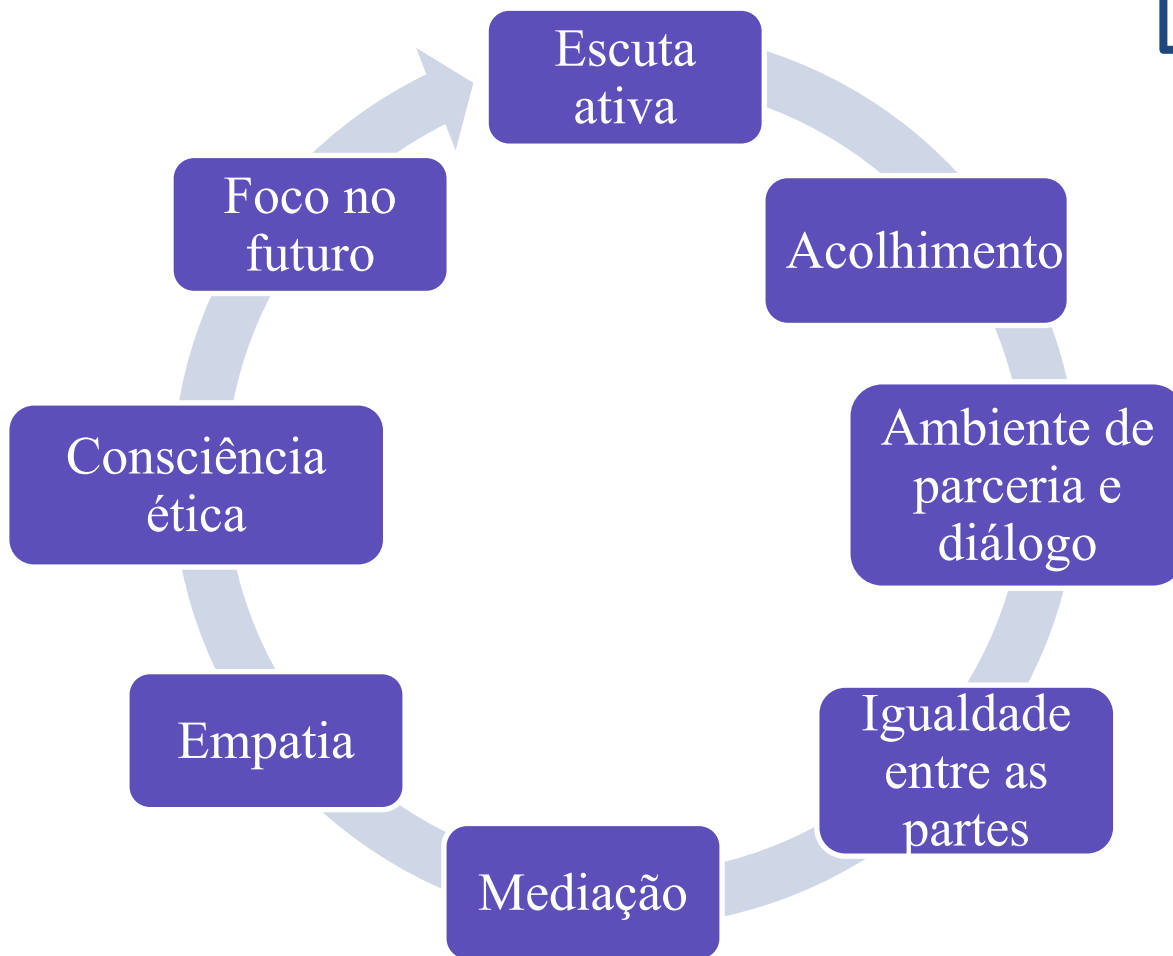 Escuta
ativa
Acolhimento
Ambiente de
parceria e
diálogo
Igualdade
entre as
partes
Mediação
Empatia
Consciência
ética
Foco no
futuro